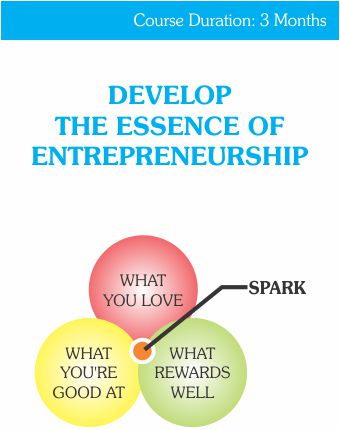 Course Duration: 3 Months
DEVELOP
THE ESSENCE OF
ENTREPRENEURSHIP
WHAT
YOU LOVE
SPARK
WHAT
YOU'RE
GOOD AT
WHAT
REWARDS
WELL